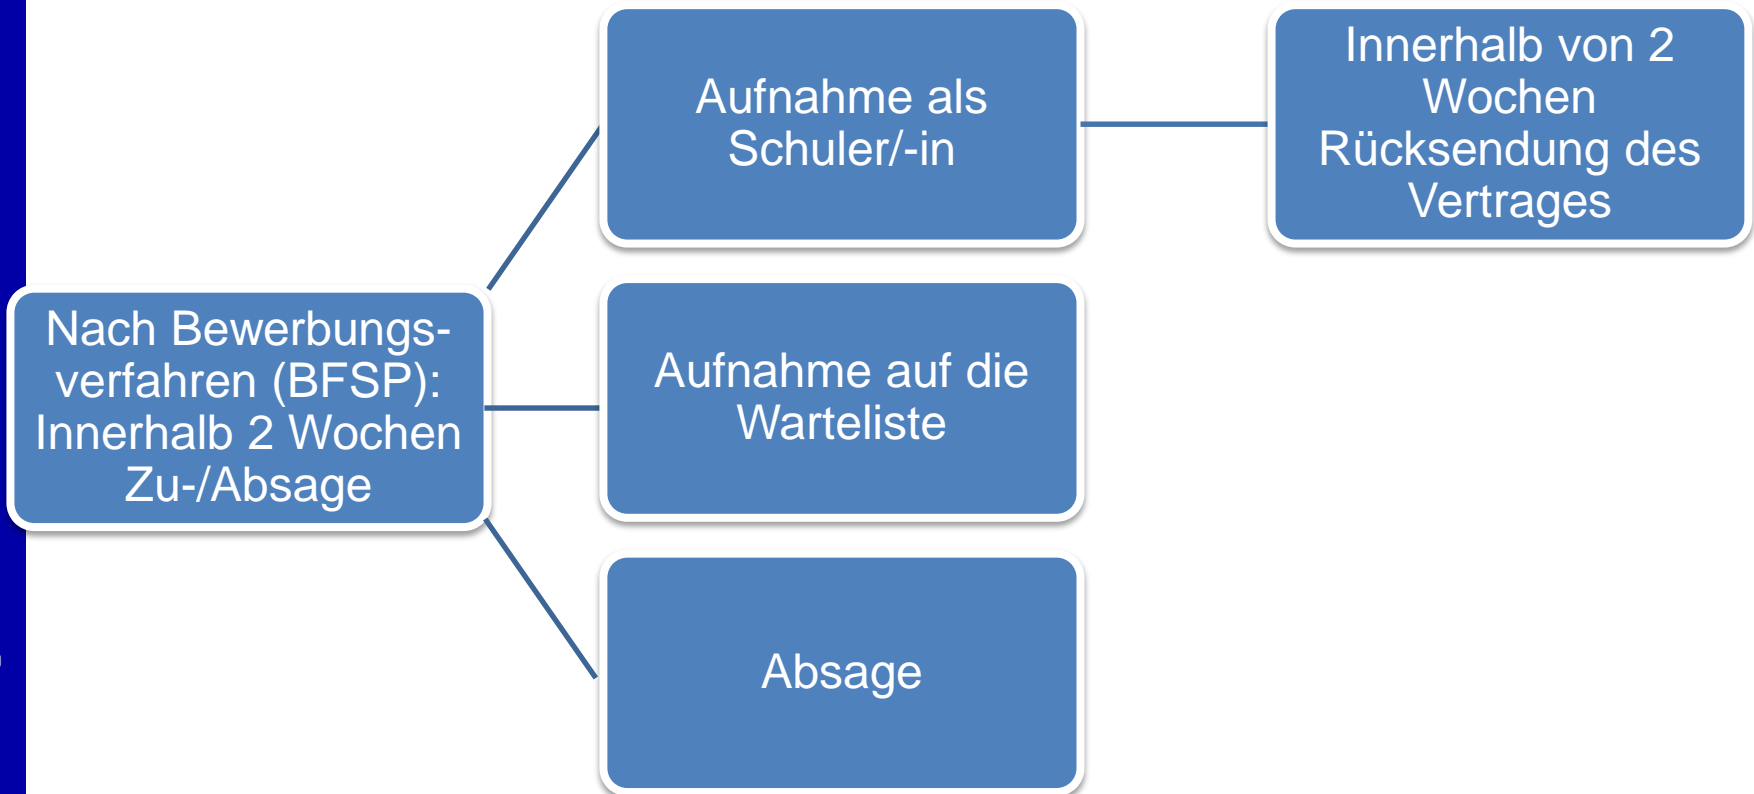 Nach Bewerbungs-
verfahren (BFSP):
Innerhalb 2 Wochen
Zu-/Absage
Aufnahme als
Schuler/-in
Innerhalb von 2
Wochen
Rücksendung des
Vertrages
Aufnahme auf die
Warteliste
Absage